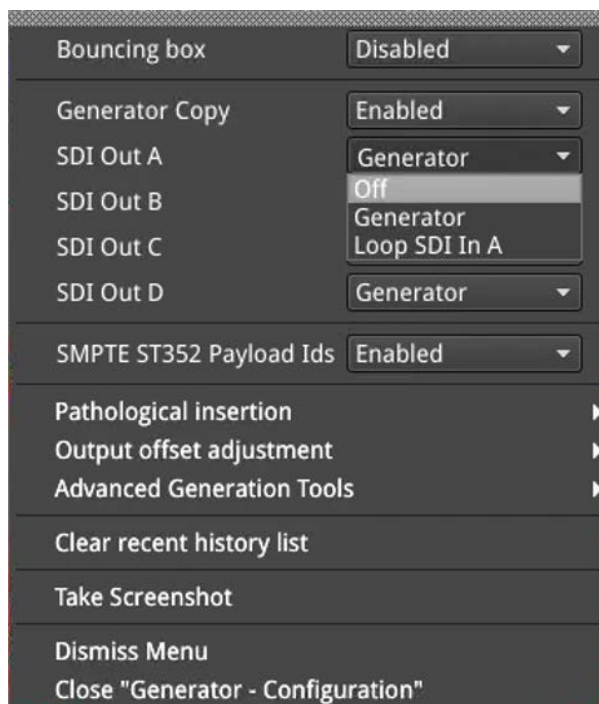 Bouncing box Disabled
Generator Copy Enabled
SDI Out A Generator
Off
SDI Out B
Generator
SDI Out C
Loop SDI In A
SDI Out D Generator
SMPTE ST352 Payload Ids Enabled
Pathological insertion
Output offset adjustment
Advanced Generation Tools
Clear recent history list
Take Screenshot
Dismiss Menu
Close "Generator - Configuration"